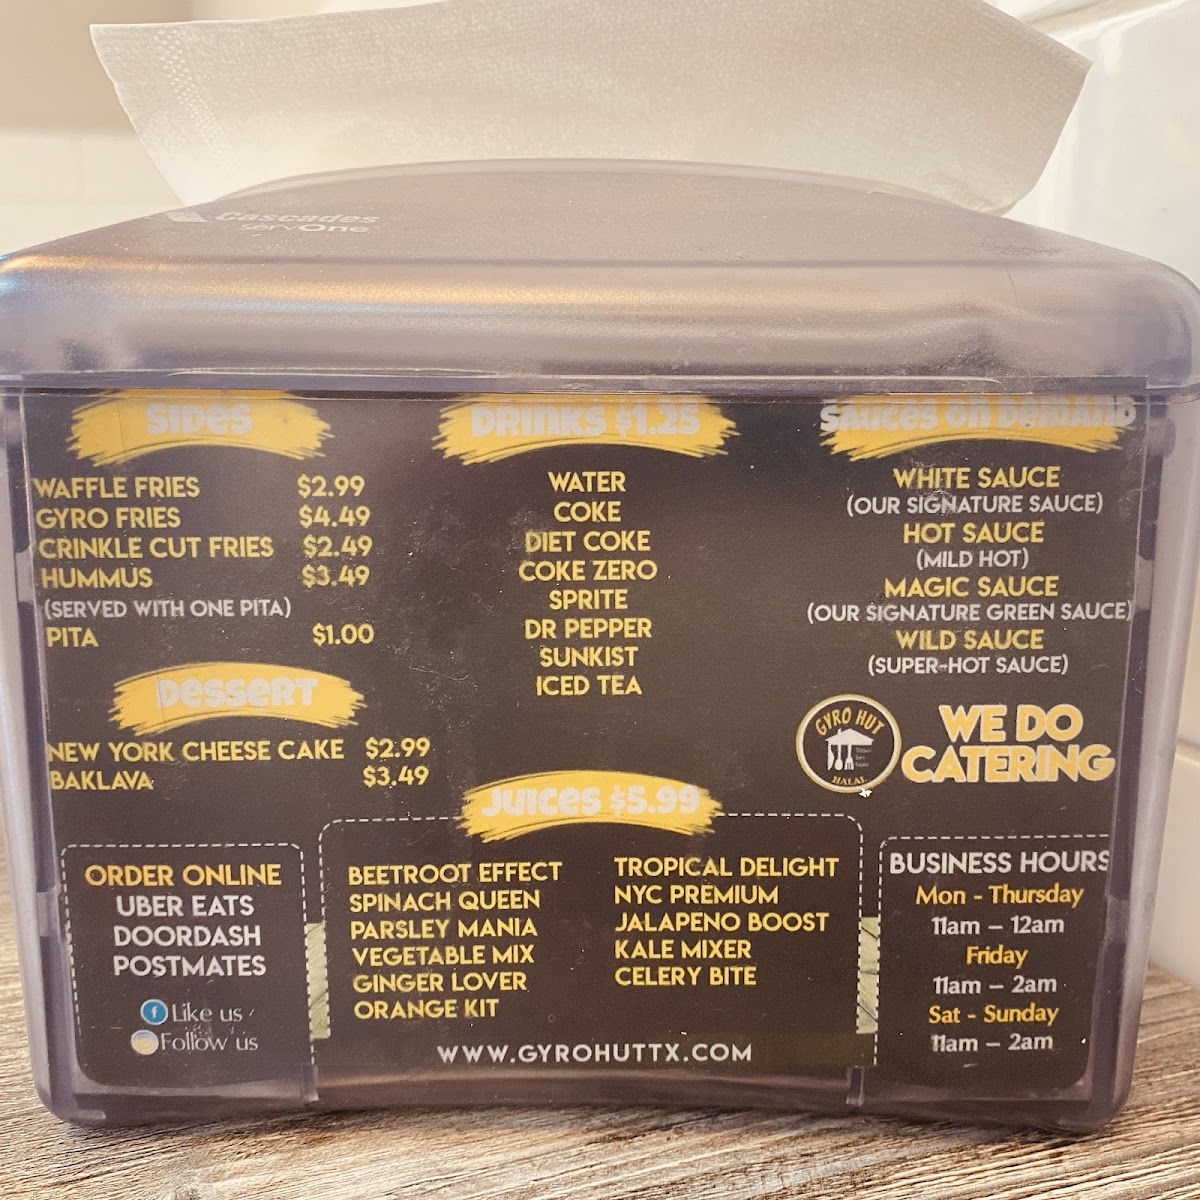 Cascades
servOne
SIDES
WAFFLE FRIES $2.99
GYRO FRIES $4.49
CRINKLE CUT FRIES $2.49
HUMMUS $3.49
(SERVED WITH ONE PITA)
PITA $1.00
DESSERT
NEW YORK CHEESE CAKE $2.99
BAKLAVA $3.49
DRINKS $1.25
WATER
COKE
DIET COKE
COKE ZERO
SPRITE
DR PEPPER
SUNKIST
ICED TEA
SAUCES ON DEMAND
WHITE SAUCE
(OUR SIGNATURE SAUCE)
HOT SAUCE
(MILD HOT)
MAGIC SAUCE
(OUR SIGNATURE GREEN SAUCE)
WILD SAUCE
(SUPER-HOT SAUCE)
GYRO HUT
HALAL
WE DO
CATERING
ORDER ONLINE
UBER EATS
DOORDASH
POSTMATES
f Like us
Follow us
JUICES $5.99
BEETROOT EFFECT
SPINACH QUEEN
PARSLEY MANIA
VEGETABLE MIX
GINGER LOVER
ORANGE KIT
TROPICAL DELIGHT
NYC PREMIUM
JALAPENO BOOST
KALE MIXER
CELERY BITE
WWW.GYROHUTTX.COM
BUSINESS HOURS
Mon - Thursday
11am – 12am
Friday
11am – 2am
Sat - Sunday
11am – 2am